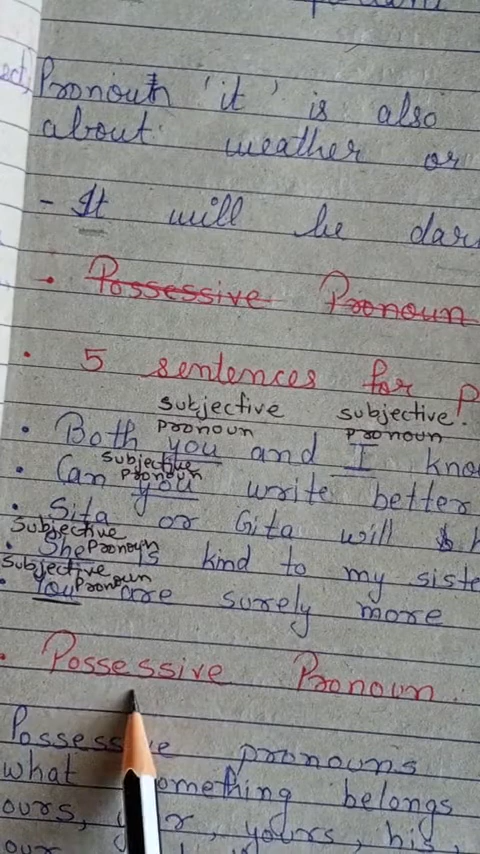 Pronoun 'it' is also
about weather or
- It will be dar
• Possessive Pronoun
• 5 sentences for P
subjective pronoun subjective pronoun
• Both you and I kno
subjective pronoun
• Can you write better
• Sita or Gita will
Subjective Pronoun
• She is kind to my siste
Subjective Pronoun
• You are surely more
• Possessive Pronoun.
Possessive pronouns
what something belongs
ours, yours, his,
our